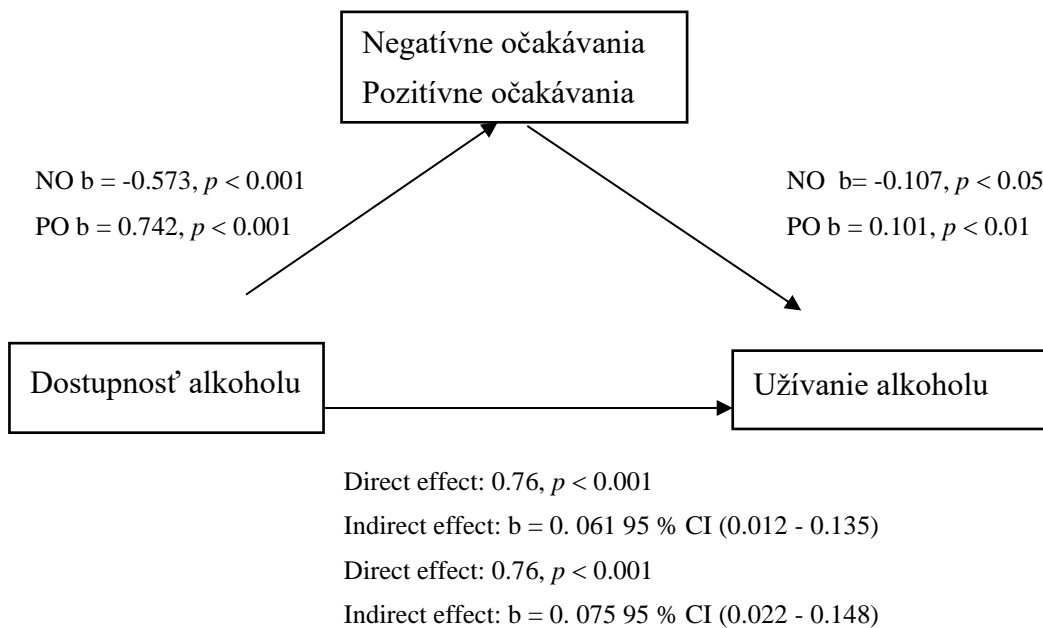 Negatívne očakávania
Pozitívne očakávania
NO b = -0.573, p < 0.001
PO b = 0.742, p < 0.001
NO  b= -0.107, p < 0.05
PO b = 0.101, p < 0.01
Dostupnosť alkoholu
Užívanie alkoholu
Direct effect: 0.76, p < 0.001
Indirect effect: b = 0. 061 95 % CI (0.012 - 0.135)
Direct effect: 0.76, p < 0.001
Indirect effect: b = 0. 075 95 % CI (0.022 - 0.148)